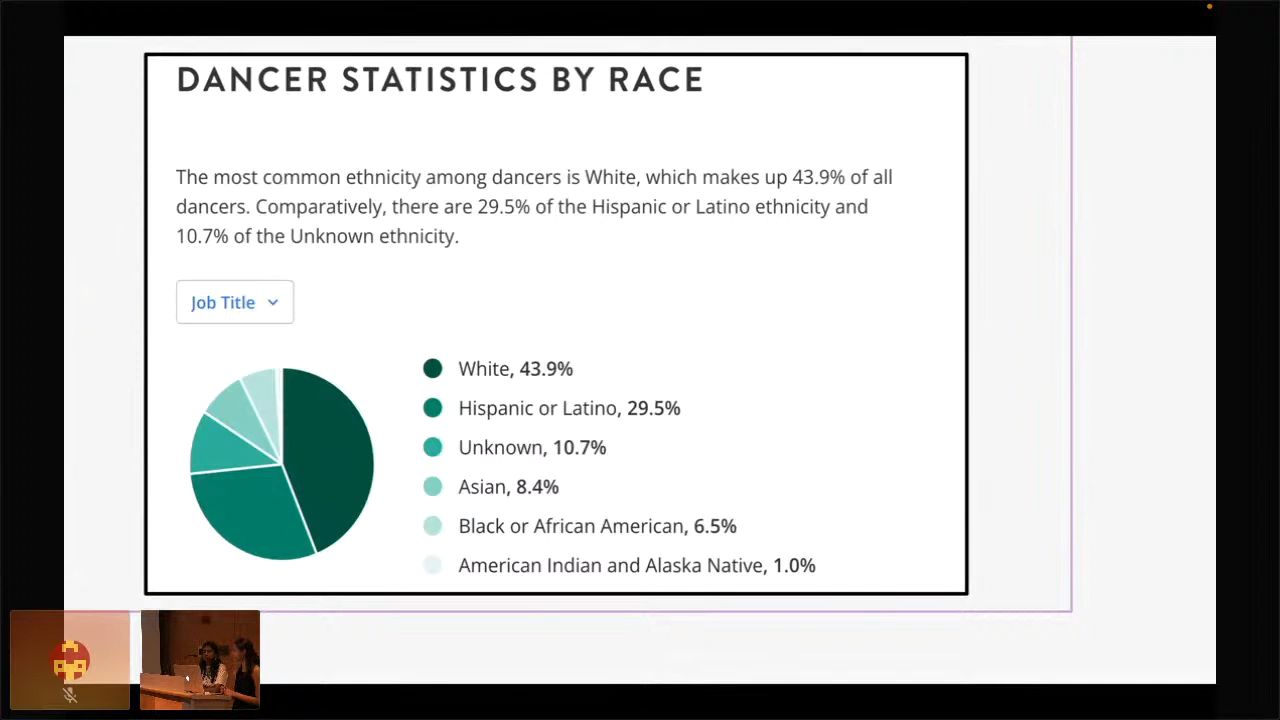 DANCER STATISTICS BY RACE
The most common ethnicity among dancers is White, which makes up 43.9% of all
dancers. Comparatively, there are 29.5% of the Hispanic or Latino ethnicity and
10.7% of the Unknown ethnicity.
Job Title
White, 43.9%
Hispanic or Latino, 29.5%
Unknown, 10.7%
Asian, 8.4%
Black or African American, 6.5%
American Indian and Alaska Native, 1.0%